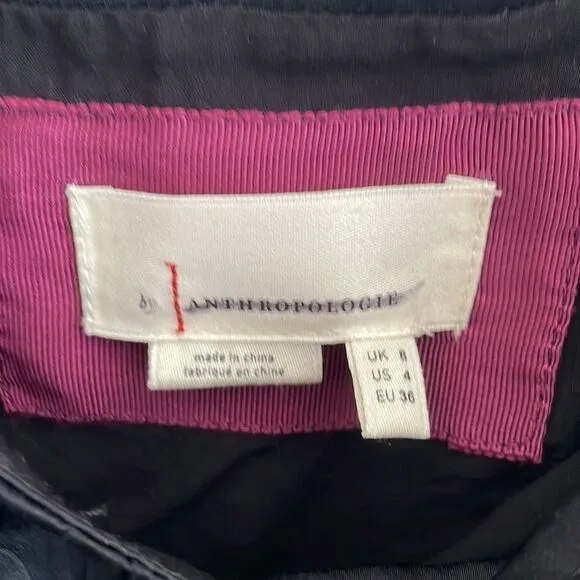 by ANTHROPOLOGIE
made in china
fabriqué en chine
UK 8
US 4
EU 36